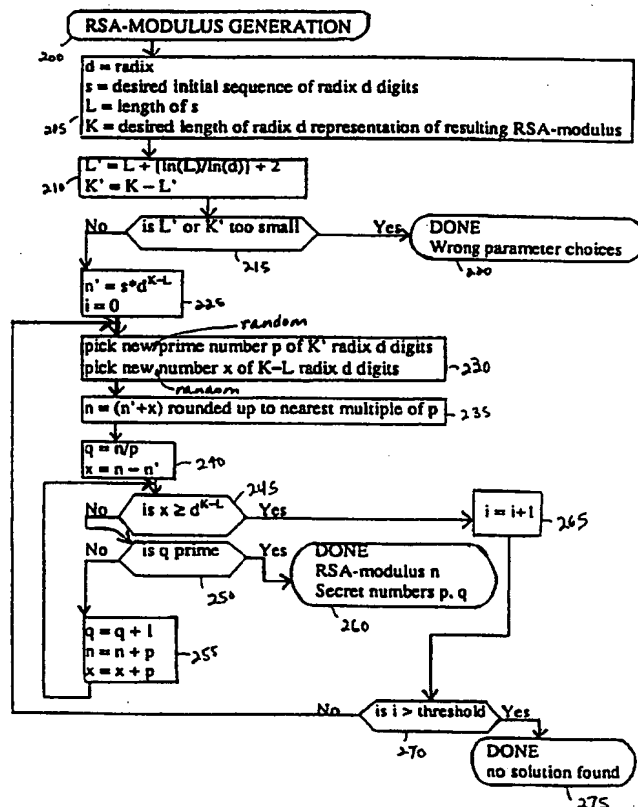 RSA-MODULUS GENERATION
200
d = radix
s = desired initial sequence of radix d digits
L = length of s
K = desired length of radix d representation of resulting RSA-modulus
205
L' = L + ⌈ln(L)/ln(d)⌉ + 2
K' = K − L'
210
No
is L' or K' too small
Yes
215
DONE
Wrong parameter choices
220
n' = s*d^{K−L}
i = 0
225
random
pick new prime number p of K' radix d digits
pick new number x of K−L radix d digits
230
random
n = (n'+x) rounded up to nearest multiple of p
235
q = n/p
x = n − n'
240
245
No
is x ≥ d^{K−L}
Yes
i = i+1
265
No
is q prime
Yes
250
DONE
RSA-modulus n
Secret numbers p, q
260
q = q + 1
n = n + p
x = x + p
255
No
is i > threshold
Yes
270
DONE
no solution found
275